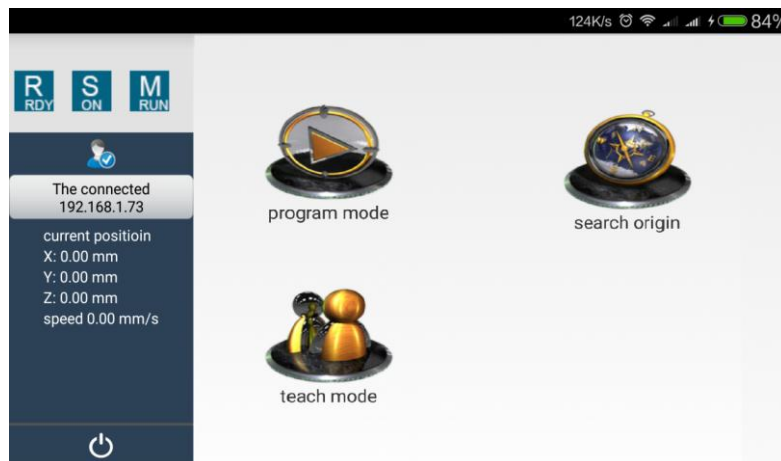 124K/s 84%
R
RDY
S
ON
M
RUN
The connected
192.168.1.73
current positioin
X: 0.00 mm
Y: 0.00 mm
Z: 0.00 mm
speed 0.00 mm/s
program mode
search origin
teach mode